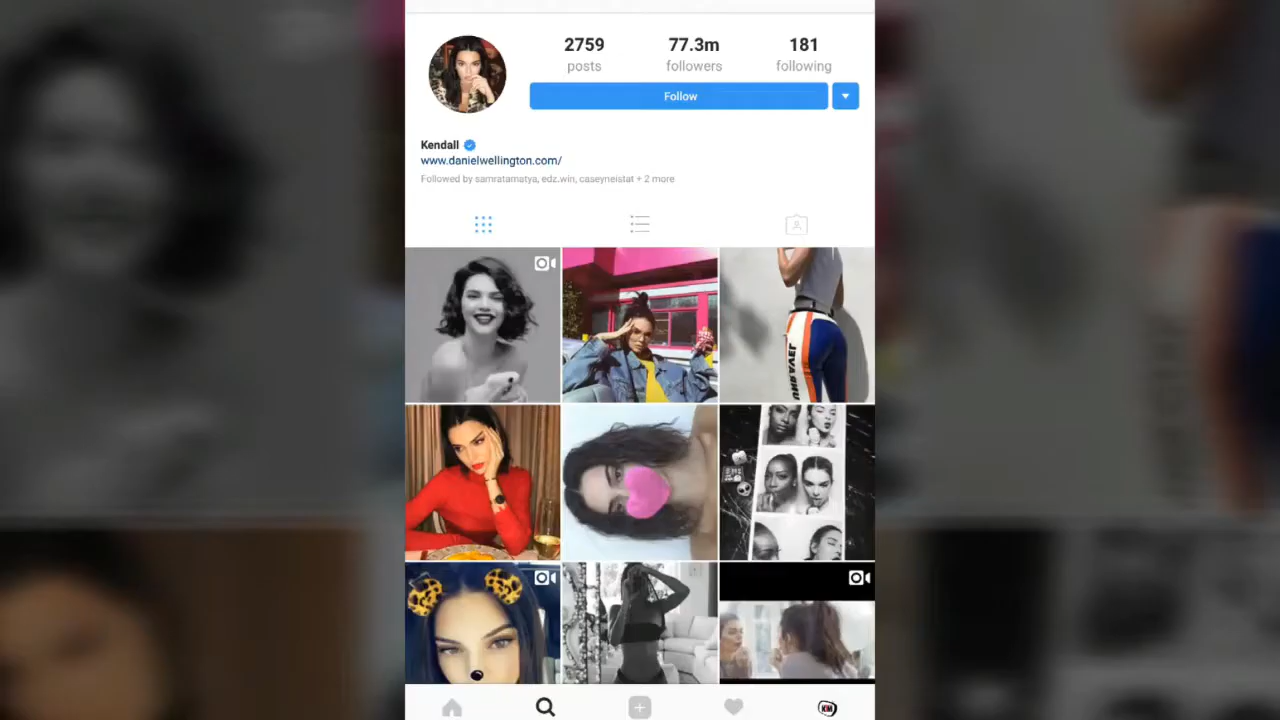 2759 77.3m 181
posts followers following
Follow
Kendall
www.danielwellington.com/
Followed by samratamatya, edz.win, caseyneistat + 2 more
KM